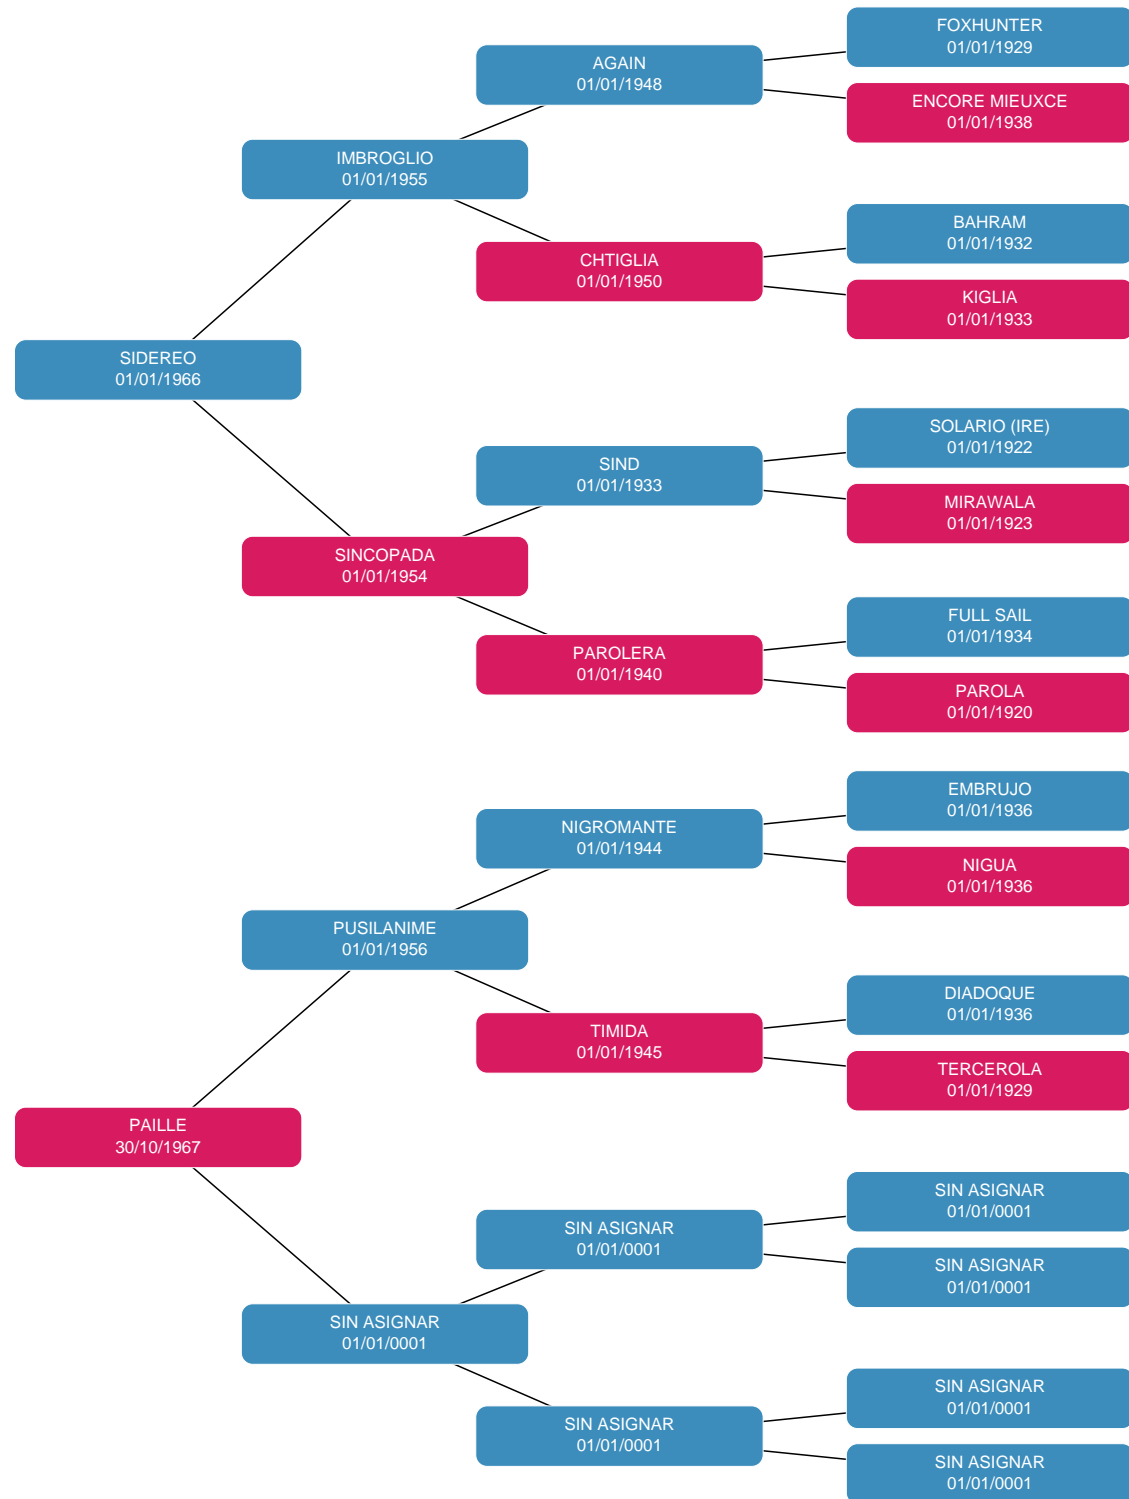 FOXHUNTER
01/01/1929
AGAIN
01/01/1948
ENCORE MIEUXCE
01/01/1938
IMBROGLIO
01/01/1955
BAHRAM
01/01/1932
CHTIGLIA
01/01/1950
KIGLIA
01/01/1933
SIDEREO
01/01/1966
SOLARIO (IRE)
01/01/1922
SIND
01/01/1933
MIRAWALA
01/01/1923
SINCOPADA
01/01/1954
FULL SAIL
01/01/1934
PAROLERA
01/01/1940
PAROLA
01/01/1920
EMBRUJO
01/01/1936
NIGROMANTE
01/01/1944
NIGUA
01/01/1936
PUSILANIME
01/01/1956
DIADOQUE
01/01/1936
TIMIDA
01/01/1945
TERCEROLA
01/01/1929
PAILLE
30/10/1967
SIN ASIGNAR
01/01/0001
SIN ASIGNAR
01/01/0001
SIN ASIGNAR
01/01/0001
SIN ASIGNAR
01/01/0001
SIN ASIGNAR
01/01/0001
SIN ASIGNAR
01/01/0001
SIN ASIGNAR
01/01/0001